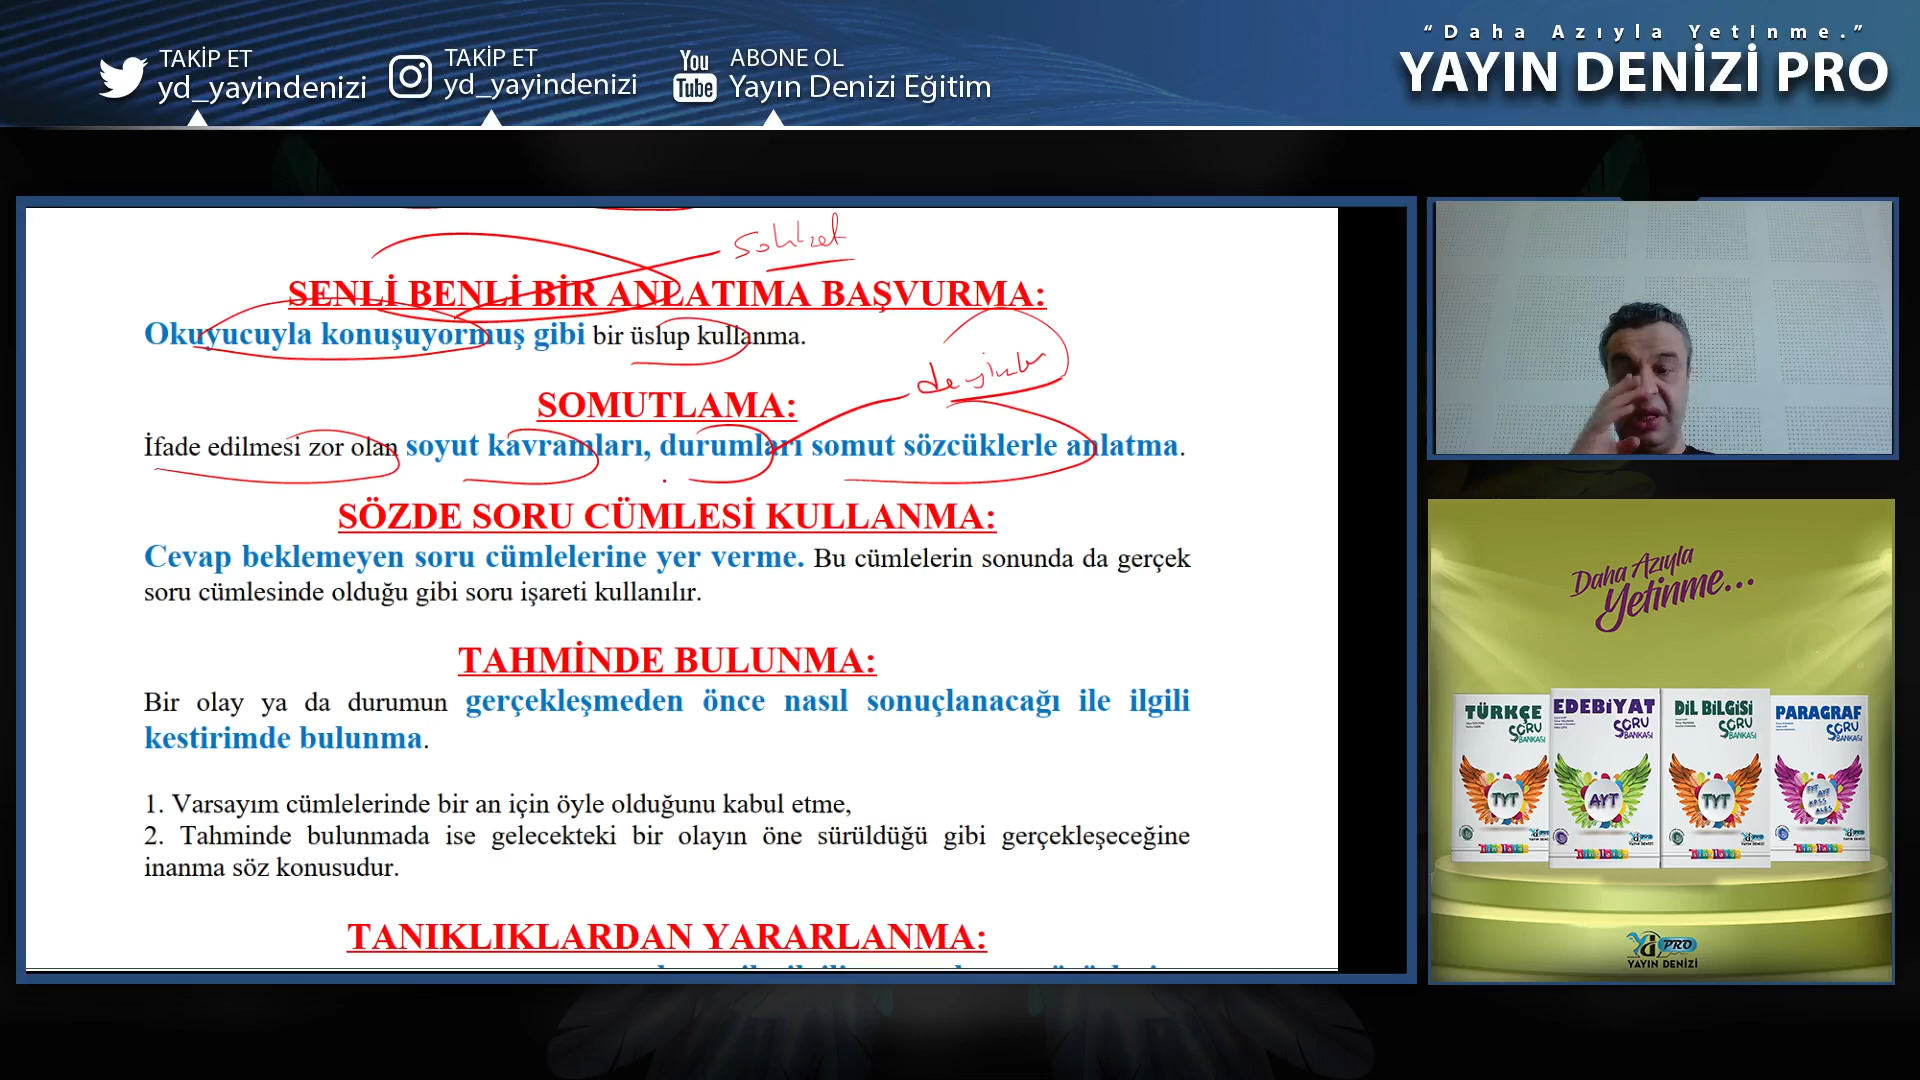 “Daha Azıyla Yetinme.”
YAYIN DENİZİ PRO
TAKİP ET
yd_yayindenizi
TAKİP ET
yd_yayindenizi
You
Tube
ABONE OL
Yayın Denizi Eğitim
Sohbet
SENLİ BENLİ BİR ANLATIMA BAŞVURMA:
Okuyucuyla konuşuyormuş gibi bir üslup kullanma.
SOMUTLAMA:
İfade edilmesi zor olan soyut kavramları, durumları somut sözcüklerle anlatma.
SÖZDE SORU CÜMLESİ KULLANMA:
Cevap beklemeyen soru cümlelerine yer verme. Bu cümlelerin sonunda da gerçek
soru cümlesinde olduğu gibi soru işareti kullanılır.
TAHMİNDE BULUNMA:
Bir olay ya da durumun gerçekleşmeden önce nasıl sonuçlanacağı ile ilgili
kestirimde bulunma.
1. Varsayım cümlelerinde bir an için öyle olduğunu kabul etme,
2. Tahminde bulunmada ise gelecekteki bir olayın öne sürüldüğü gibi gerçekleşeceğine
inanma söz konusudur.
TANIKLIKLARDAN YARARLANMA:
Daha Azıyla
Yetinme...
TÜRKÇE
SORU
BANKASI
TYT
EDEBİYAT
SORU
BANKASI
AYT
DİL BİLGİSİ
SORU
BANKASI
TYT
PARAGRAF
SORU
BANKASI
PRO
YAYIN DENİZİ